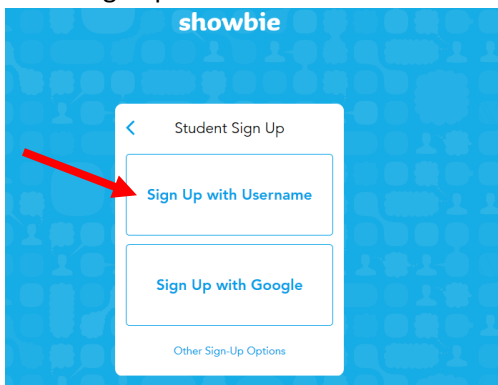 showbie
Student Sign Up
Sign Up with Username
Sign Up with Google
Other Sign-Up Options